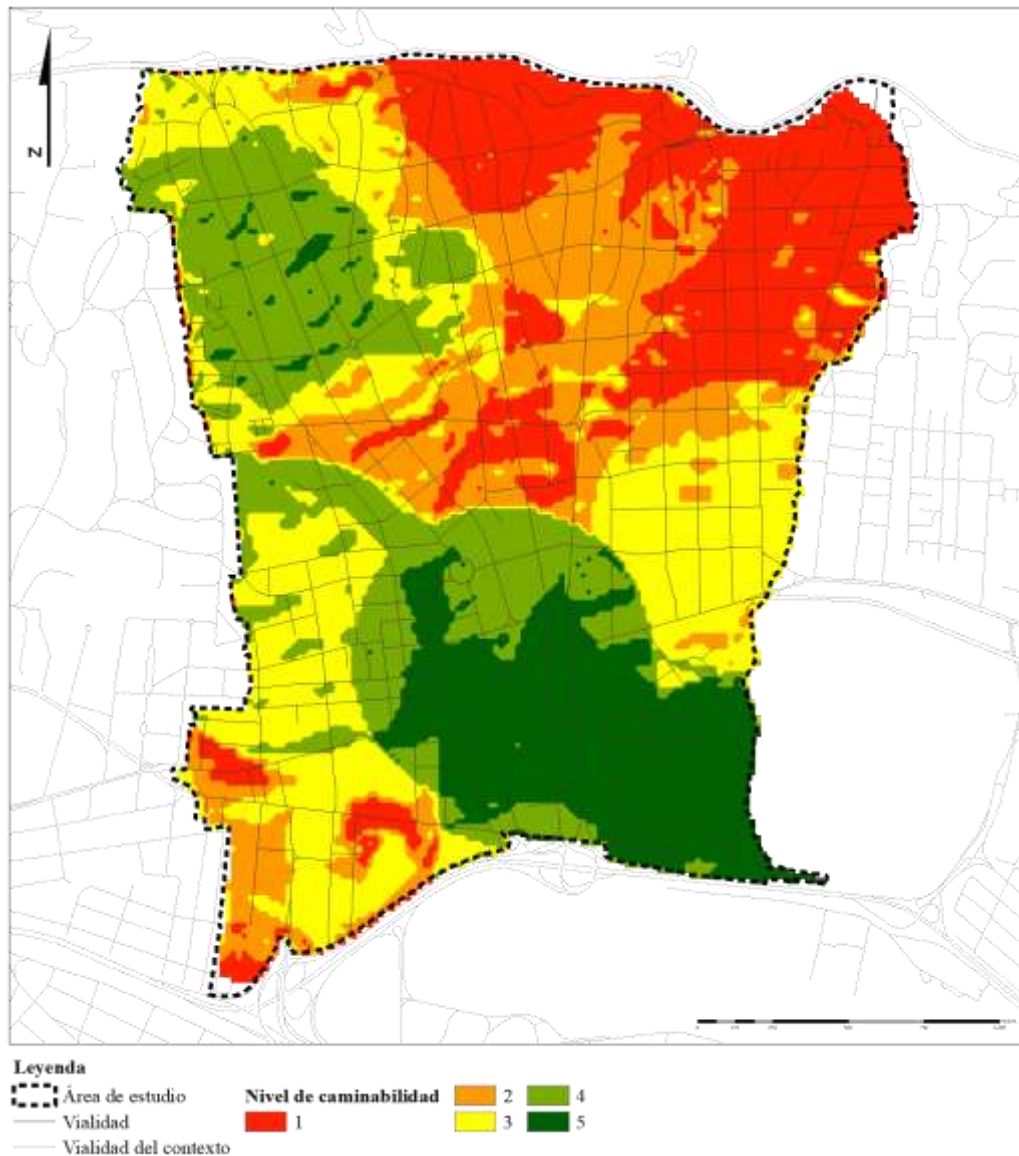 N
Leyenda
Área de estudio
Vialidad
Vialidad del contexto
Nivel de caminabilidad
1
2
3
4
5